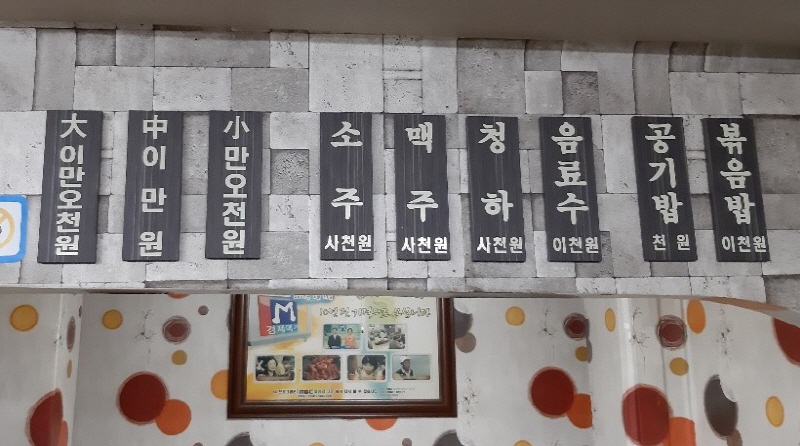 大 이만오천원
中 이만원
小 만오천원
소주
사천원
맥주
사천원
청하
사천원
음료수
이천원
공기밥
천원
볶음밥
이천원
M